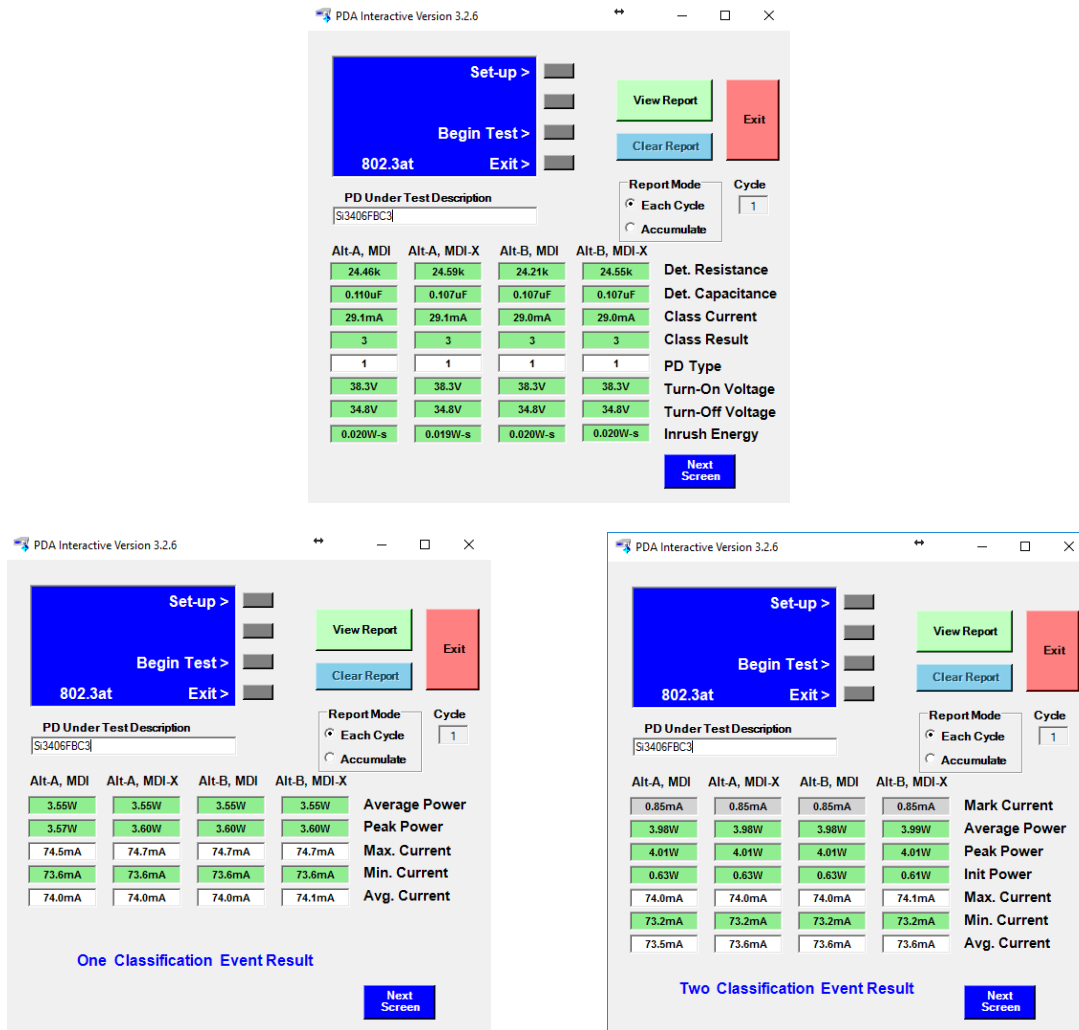 PDA Interactive Version 3.2.6
Set-up >
Begin Test >
802.3at Exit >
View Report
Exit
Clear Report
Report Mode Cycle
Each Cycle 1
Accumulate
PD Under Test Description
Si3406FBC3
Alt-A, MDI Alt-A, MDI-X Alt-B, MDI Alt-B, MDI-X
24.46k 24.59k 24.21k 24.55k Det. Resistance
0.110uF 0.107uF 0.107uF 0.107uF Det. Capacitance
29.1mA 29.1mA 29.0mA 29.0mA Class Current
3 3 3 3 Class Result
1 1 1 1 PD Type
38.3V 38.3V 38.3V 38.3V Turn-On Voltage
34.8V 34.8V 34.8V 34.8V Turn-Off Voltage
0.020W-s 0.019W-s 0.020W-s 0.020W-s Inrush Energy
Next
Screen
PDA Interactive Version 3.2.6
Set-up >
Begin Test >
802.3at Exit >
View Report
Exit
Clear Report
Report Mode Cycle
Each Cycle 1
Accumulate
PD Under Test Description
Si3406FBC3
Alt-A, MDI Alt-A, MDI-X Alt-B, MDI Alt-B, MDI-X
3.55W 3.55W 3.55W 3.55W Average Power
3.57W 3.60W 3.60W 3.60W Peak Power
74.5mA 74.7mA 74.7mA 74.7mA Max. Current
73.6mA 73.6mA 73.6mA 73.6mA Min. Current
74.0mA 74.0mA 74.0mA 74.1mA Avg. Current
One Classification Event Result
Next
Screen
PDA Interactive Version 3.2.6
Set-up >
Begin Test >
802.3at Exit >
View Report
Exit
Clear Report
Report Mode Cycle
Each Cycle 1
Accumulate
PD Under Test Description
Si3406FBC3
Alt-A, MDI Alt-A, MDI-X Alt-B, MDI Alt-B, MDI-X
0.85mA 0.85mA 0.85mA 0.85mA Mark Current
3.98W 3.98W 3.98W 3.99W Average Power
4.01W 4.01W 4.01W 4.01W Peak Power
0.63W 0.63W 0.63W 0.61W Init Power
74.0mA 74.0mA 74.0mA 74.1mA Max. Current
73.2mA 73.2mA 73.2mA 73.2mA Min. Current
73.5mA 73.6mA 73.6mA 73.6mA Avg. Current
Two Classification Event Result
Next
Screen